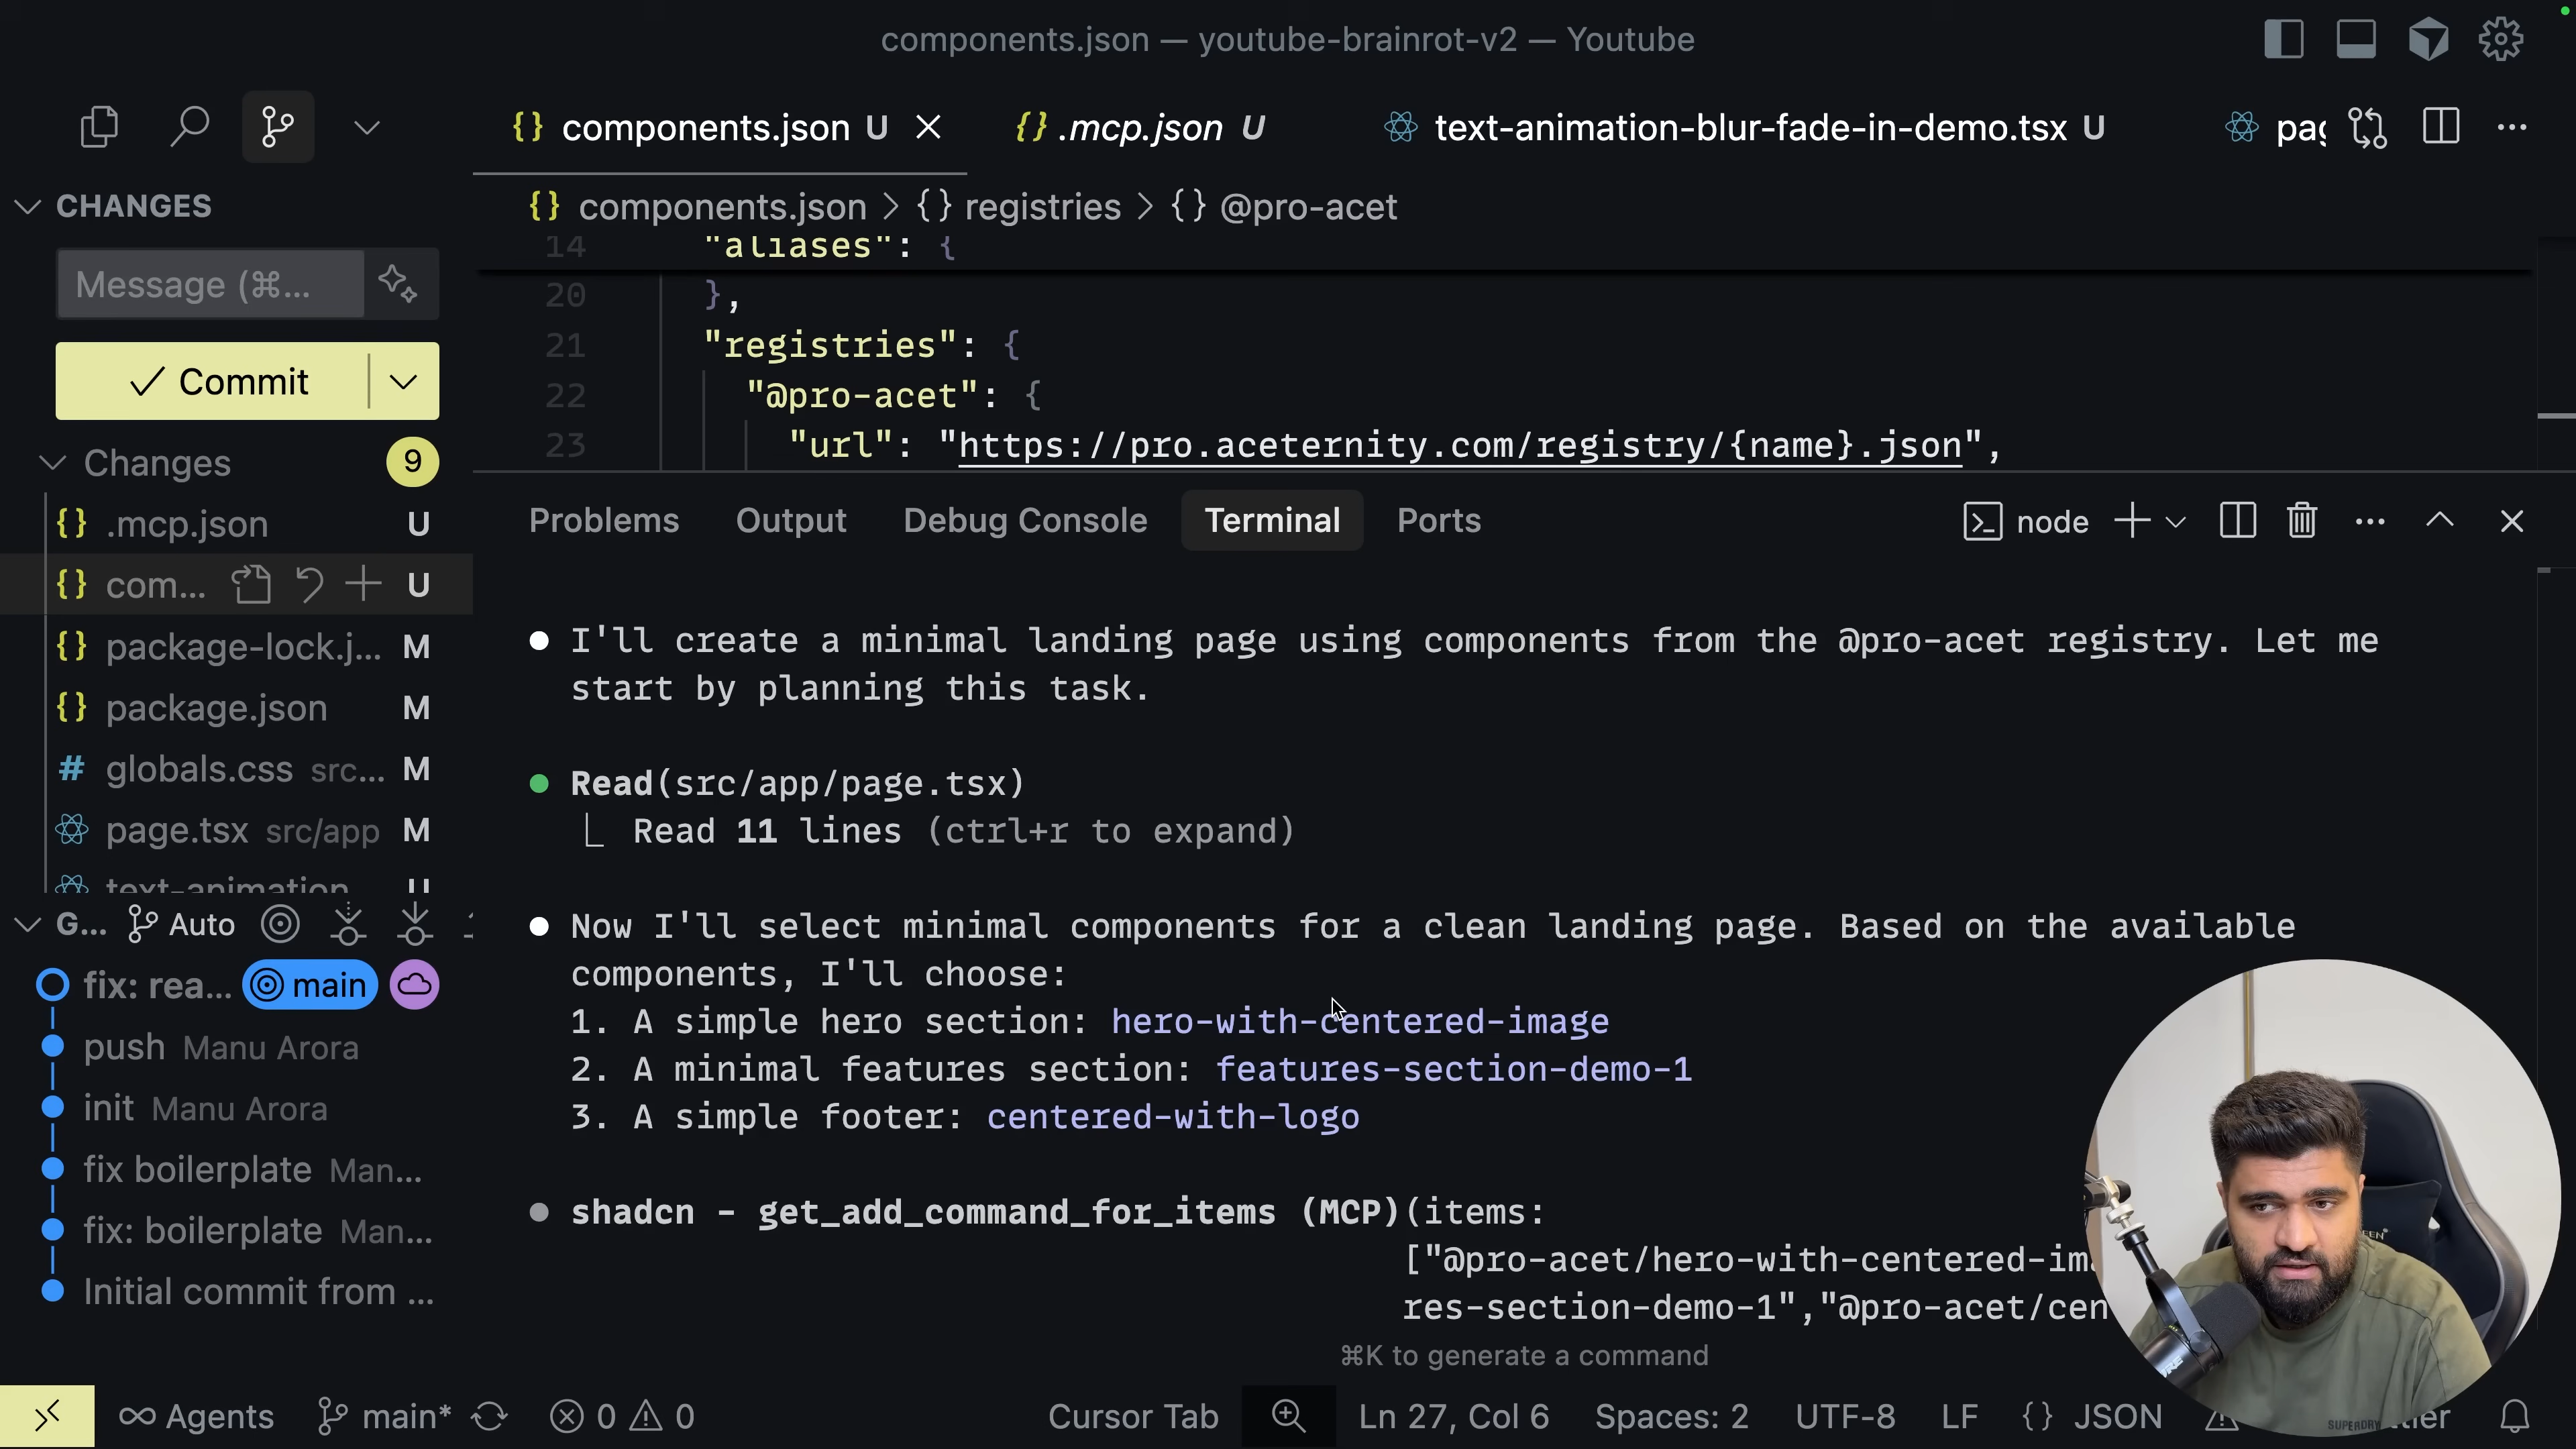 components.json — youtube-brainrot-v2 — Youtube
components.json U
.mcp.json U
text-animation-blur-fade-in-demo.tsx U
CHANGES
components.json > {} registries > {} @pro-acet
14 "aliases": {
20 },
21 "registries": {
22 "@pro-acet": {
23 "url": "https://pro.aceternity.com/registry/{name}.json",
Message (⌘...
Commit
Changes 9
.mcp.json U
com... U
package-lock.j... M
package.json M
globals.css src... M
page.tsx src/app M
text-animation U
G... Auto
fix: rea... main
push Manu Arora
init Manu Arora
fix boilerplate Man...
fix: boilerplate Man...
Initial commit from ...
Problems Output Debug Console Terminal Ports
node
I'll create a minimal landing page using components from the @pro-acet registry. Let me
start by planning this task.
Read(src/app/page.tsx)
Read 11 lines (ctrl+r to expand)
Now I'll select minimal components for a clean landing page. Based on the available
components, I'll choose:
1. A simple hero section: hero-with-centered-image
2. A minimal features section: features-section-demo-1
3. A simple footer: centered-with-logo
shadcn - get_add_command_for_items (MCP)(items:
["@pro-acet/hero-with-centered-im
res-section-demo-1","@pro-acet/cen
⌘K to generate a command
Agents main* 0 0
Cursor Tab Ln 27, Col 6 Spaces: 2 UTF-8 LF {} JSON
SUPERDRY